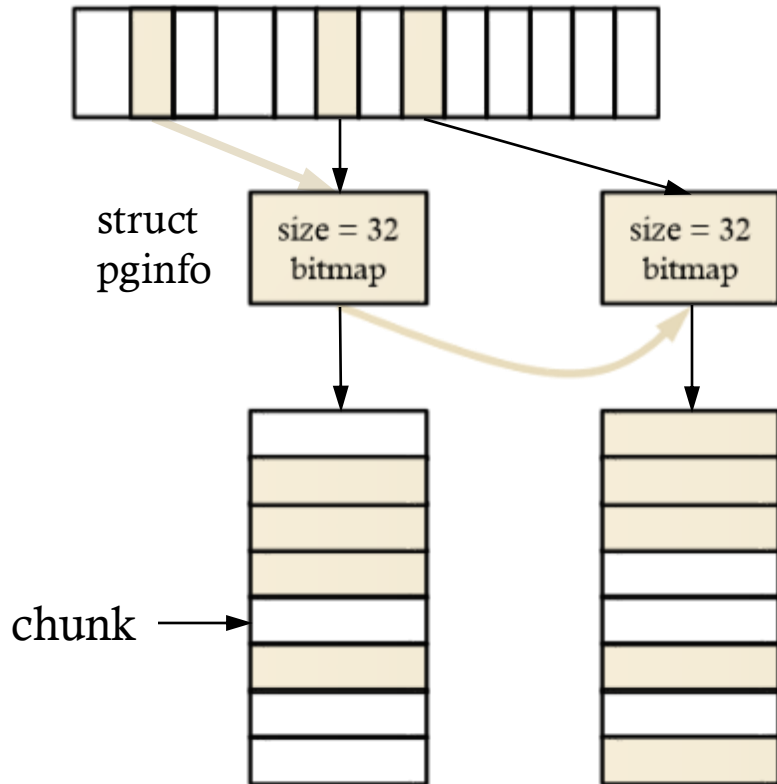 struct
pginfo
size = 32
bitmap
size = 32
bitmap
chunk